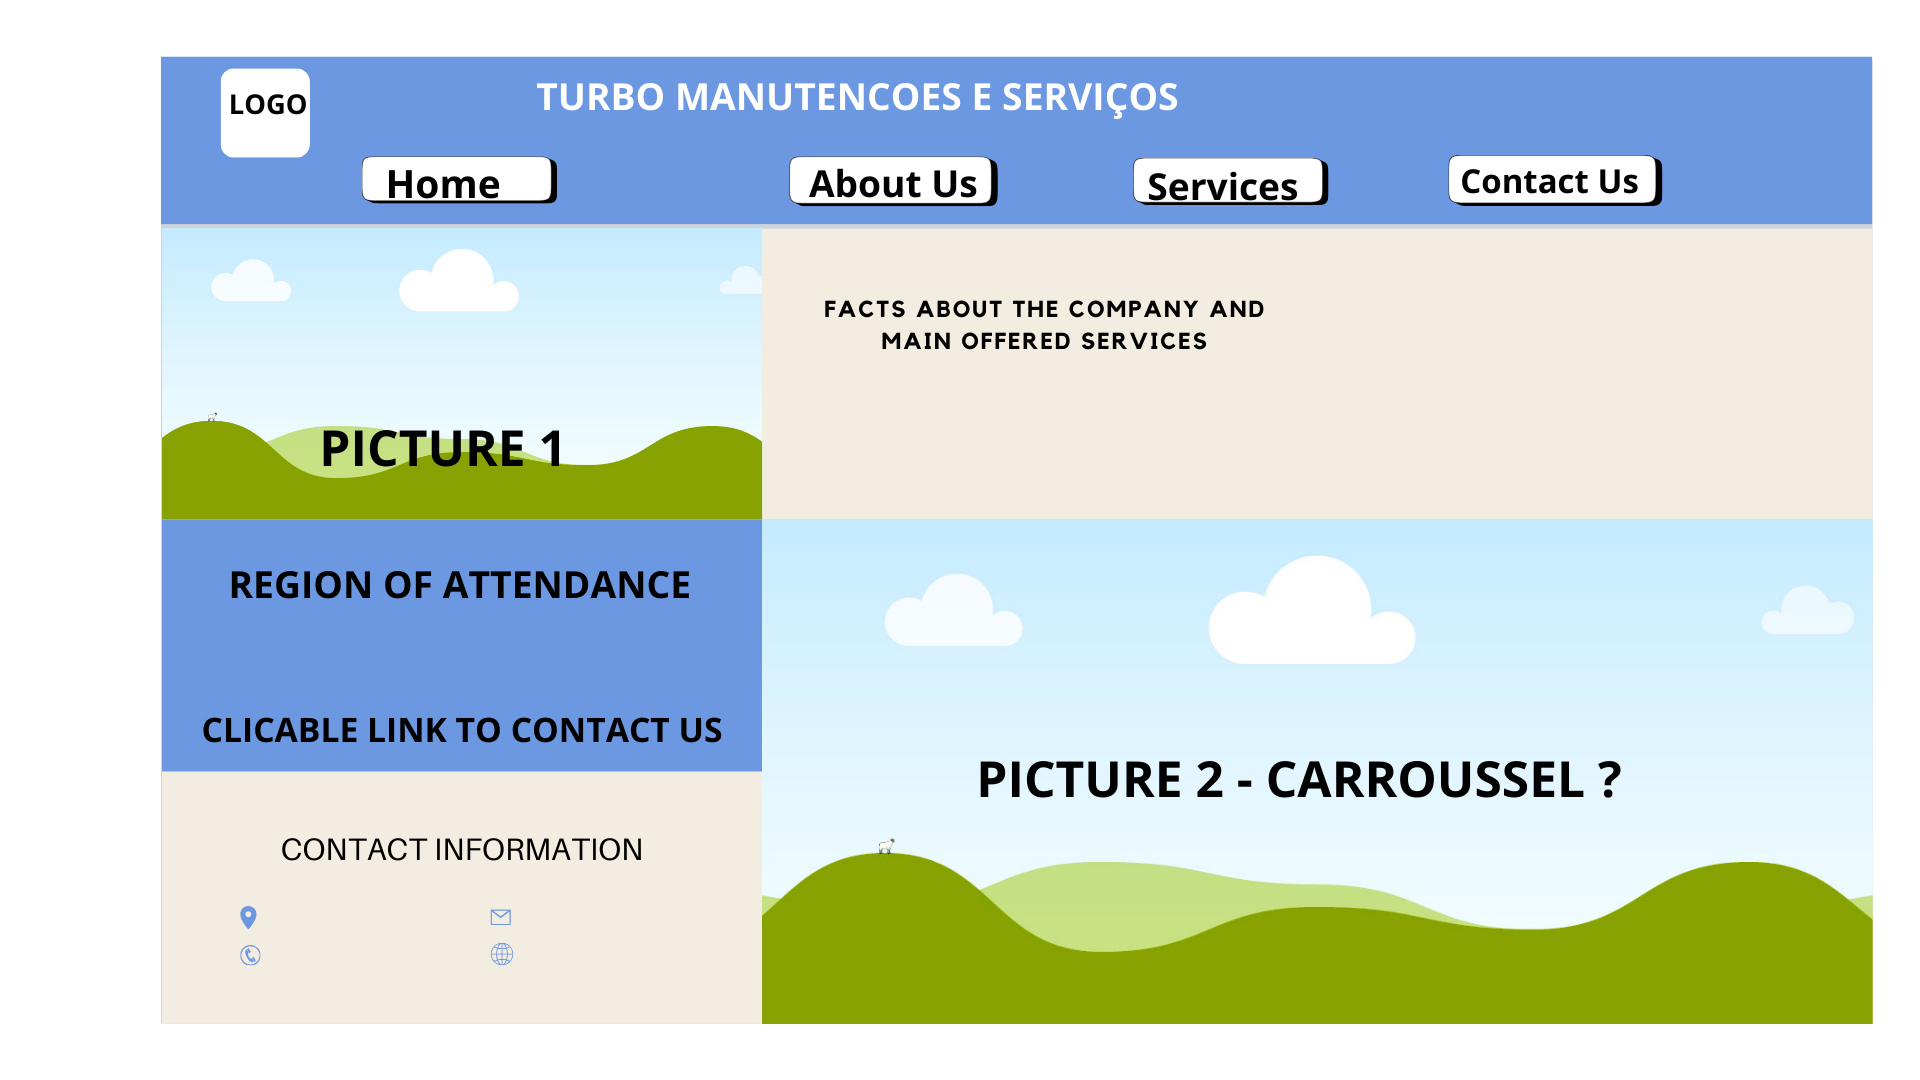 LOGO
TURBO MANUTENCOES E SERVIÇOS
Home
About Us
Services
Contact Us
PICTURE 1
FACTS ABOUT THE COMPANY AND
MAIN OFFERED SERVICES
REGION OF ATTENDANCE
CLICABLE LINK TO CONTACT US
PICTURE 2 - CARROUSSEL ?
CONTACT INFORMATION